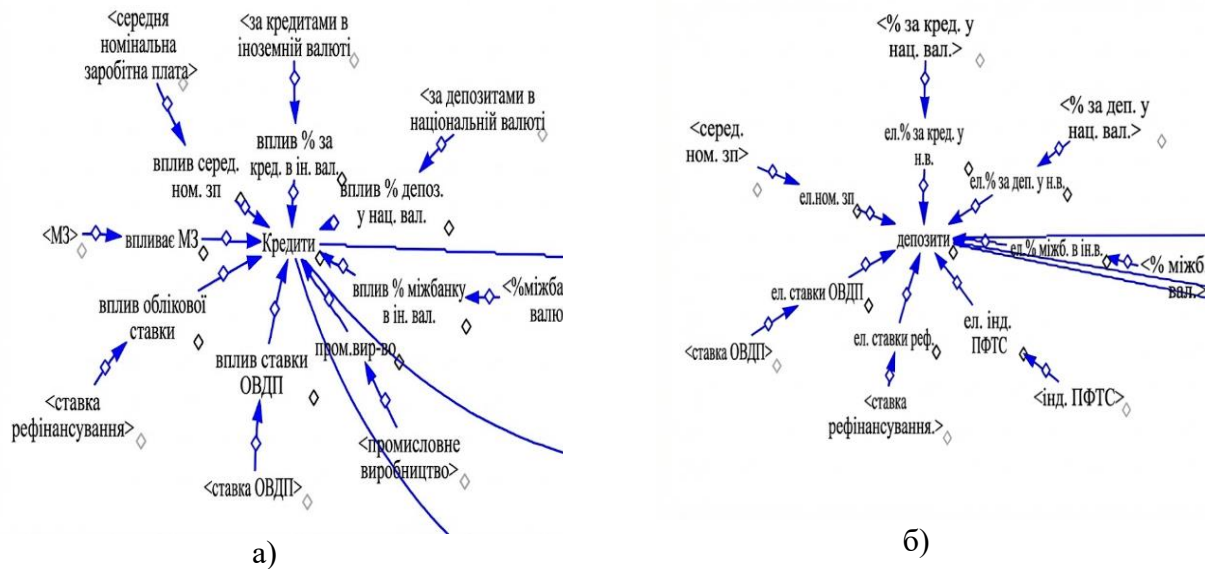 <середня
номінальна
заробітна плата>
<за кредитами в
іноземній валюті
<за депозитами в
національній валюті
вплив серед.
ном. зп
вплив % за
кред. в ін. вал.
вплив % депоз.
у нац. вал.
<МЗ>
впливає МЗ
Кредити
вплив облікової
ставки
вплив ставки
ОВДП
пром.вир-во
вплив % міжбанку
в ін. вал.
<%міжба
валю
<ставка
рефінансування>
<ставка ОВДП>
<промисловне
виробництво>
а)
<% за кред. у
нац. вал.>
<серед.
ном. зп>
ел.% за кред. у
н.в.
<% за деп. у
нац. вал.>
ел.ном. зп
ел.% за деп. у н.в.
депозити
ел.% міжб. в ін.в.
<% міжб.
вал.>
ел. ставки ОВДП
<ставка ОВДП>
ел. ставки реф.
<ставка
рефінансування.>
ел. інд.
ПФТС
<інд. ПФТС>
б)